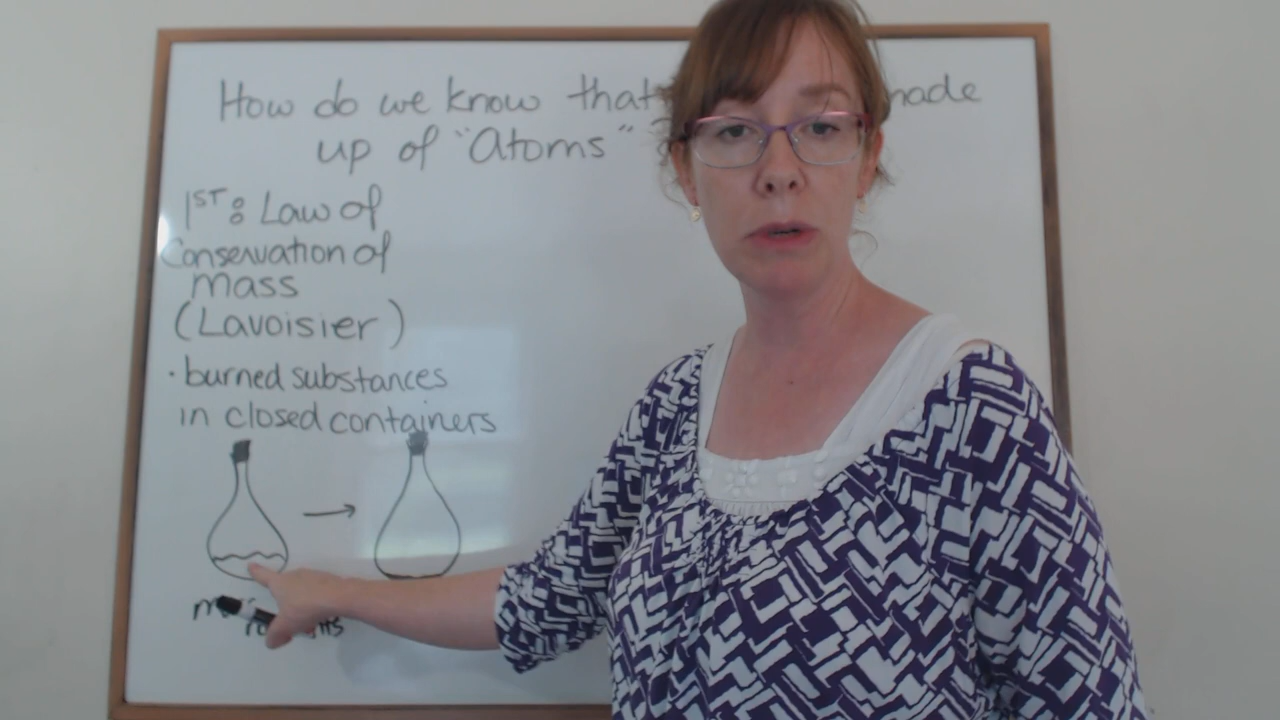 How do we know that made
up of "Atoms"
1ST: Law of
Conservation of
mass
(Lavoisier)
· burned substances
in closed containers